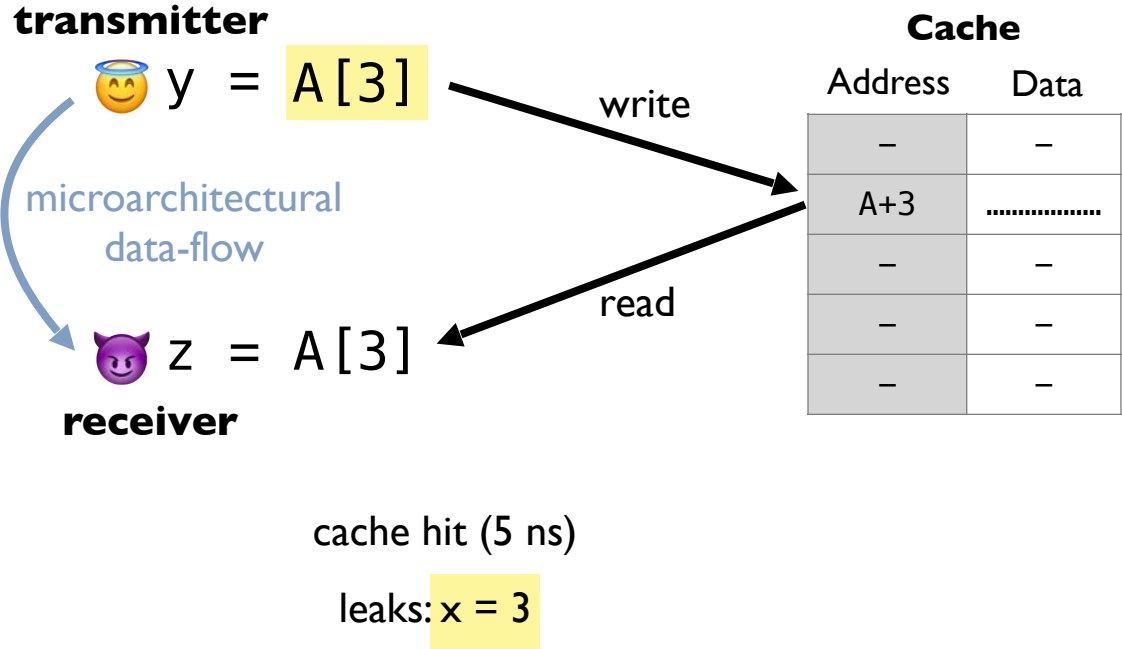 transmitter
y = A[3]
write
microarchitectural
data-flow
read
z = A[3]
receiver
Cache
Address Data
– –
A+3 ..................
– –
– –
– –
cache hit (5 ns)
leaks: x = 3